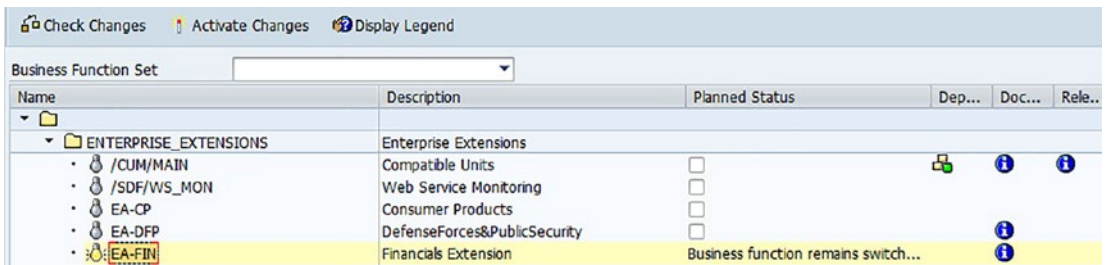 Check Changes Activate Changes Display Legend
Business Function Set
Name Description Planned Status Dep... Doc... Rele..
ENTERPRISE_EXTENSIONS Enterprise Extensions
/CUM/MAIN Compatible Units
/SDF/WS_MON Web Service Monitoring
EA-CP Consumer Products
EA-DFP DefenseForces&PublicSecurity
EA-FIN Financials Extension Business function remains switch...